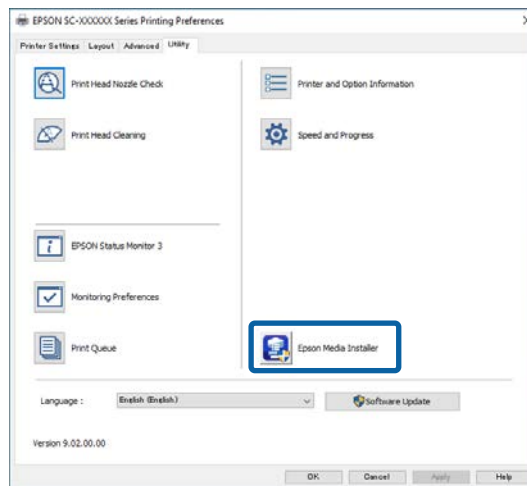 EPSON SC-XXXXXX Series Printing Preferences
Printer Settings Layout Advanced Utility
Print Head Nozzle Check
Printer and Option Information
Print Head Cleaning
Speed and Progress
EPSON Status Monitor 3
Monitoring Preferences
Print Queue
Epson Media Installer
Language : English (English) Software Update
Version 9.02.00.00
OK Cancel Apply Help